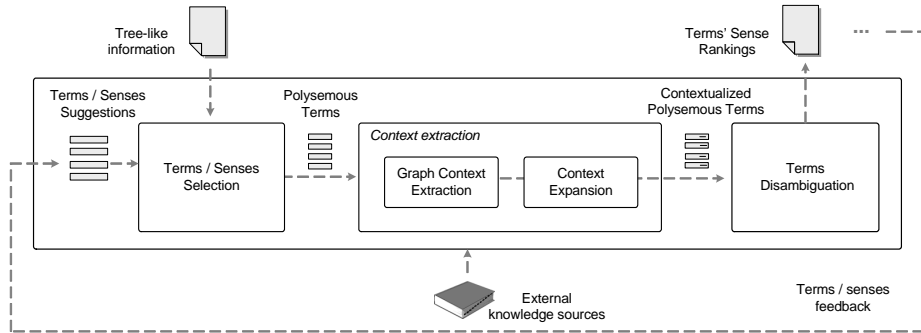 Tree-like
information
Terms' Sense
Rankings
...
Terms / Senses
Suggestions
Polysemous
Terms
Contextualized
Polysemous Terms
Context extraction
Terms / Senses
Selection
Graph Context
Extraction
Context
Expansion
Terms
Disambiguation
External
knowledge sources
Terms / senses
feedback